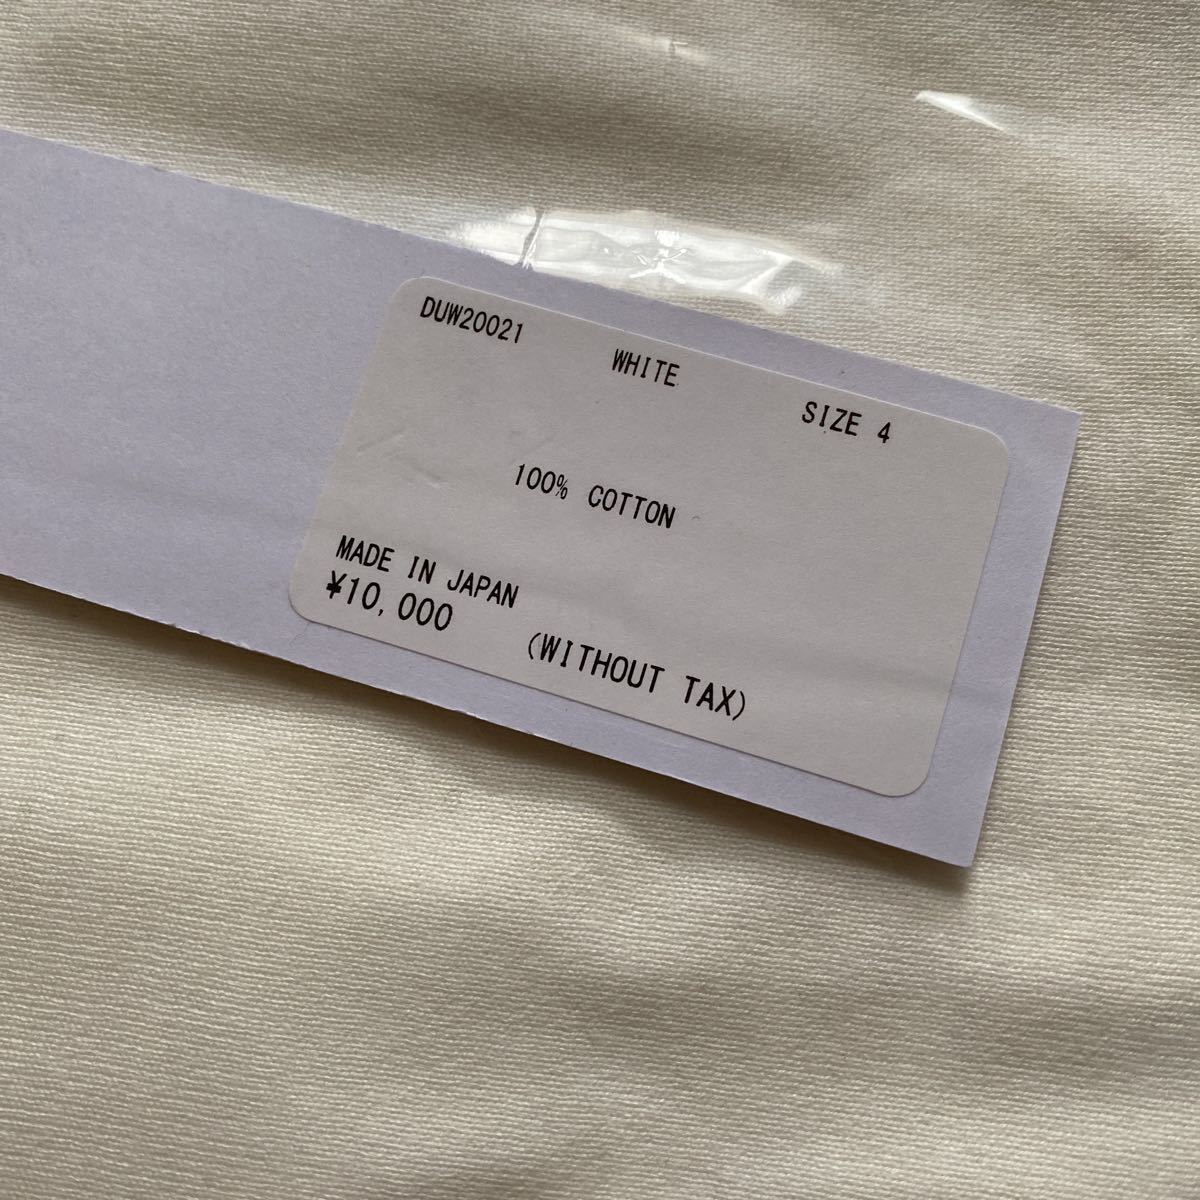 DUW20021 WHITE SIZE 4
100% COTTON
MADE IN JAPAN
¥10,000 (WITHOUT TAX)